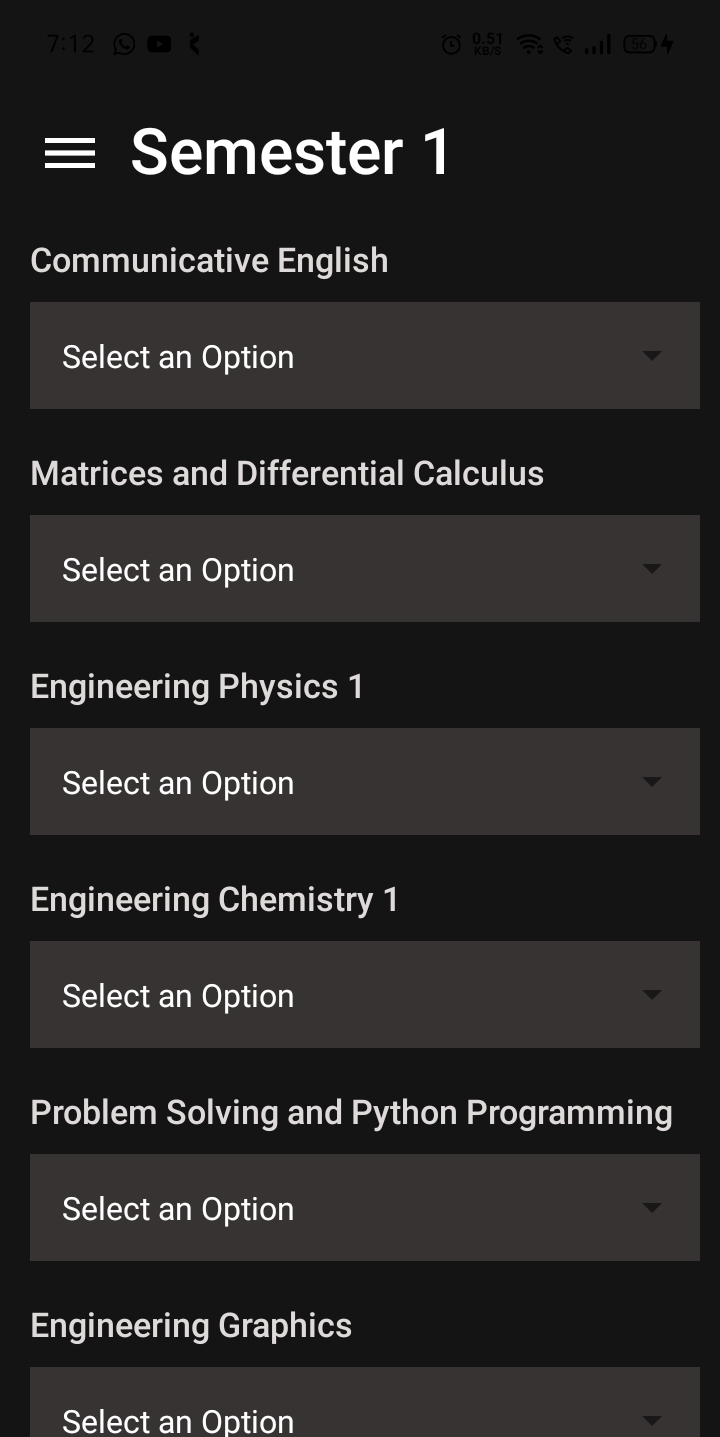 7:12
0.51
KB/S
56
Semester 1
Communicative English
Select an Option
Matrices and Differential Calculus
Select an Option
Engineering Physics 1
Select an Option
Engineering Chemistry 1
Select an Option
Problem Solving and Python Programming
Select an Option
Engineering Graphics
Select an Option